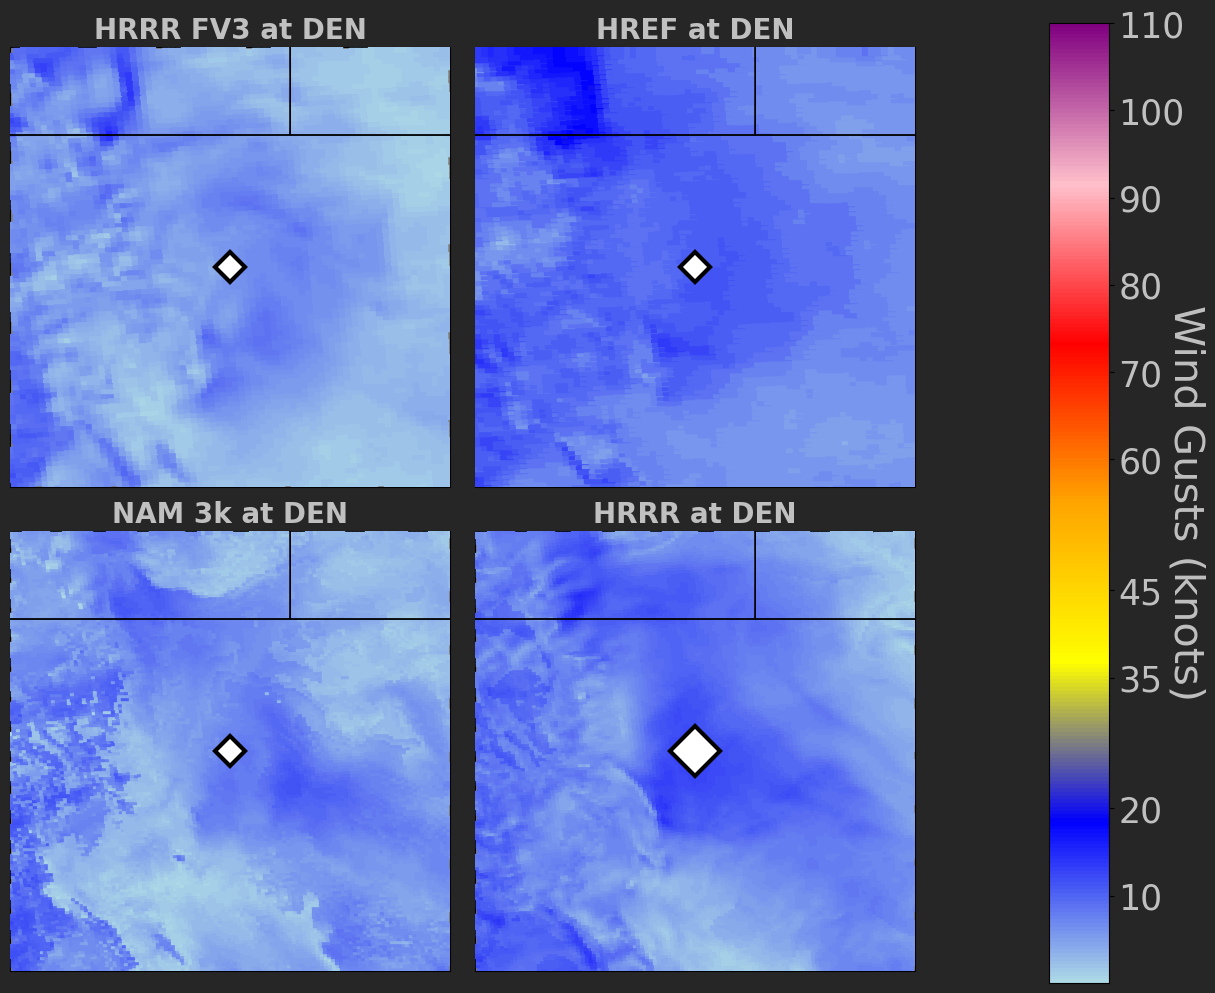 HRRR FV3 at DEN
HREF at DEN
NAM 3k at DEN
HRRR at DEN
110
100
90
80
70
60
45
35
20
10
Wind Gusts (knots)